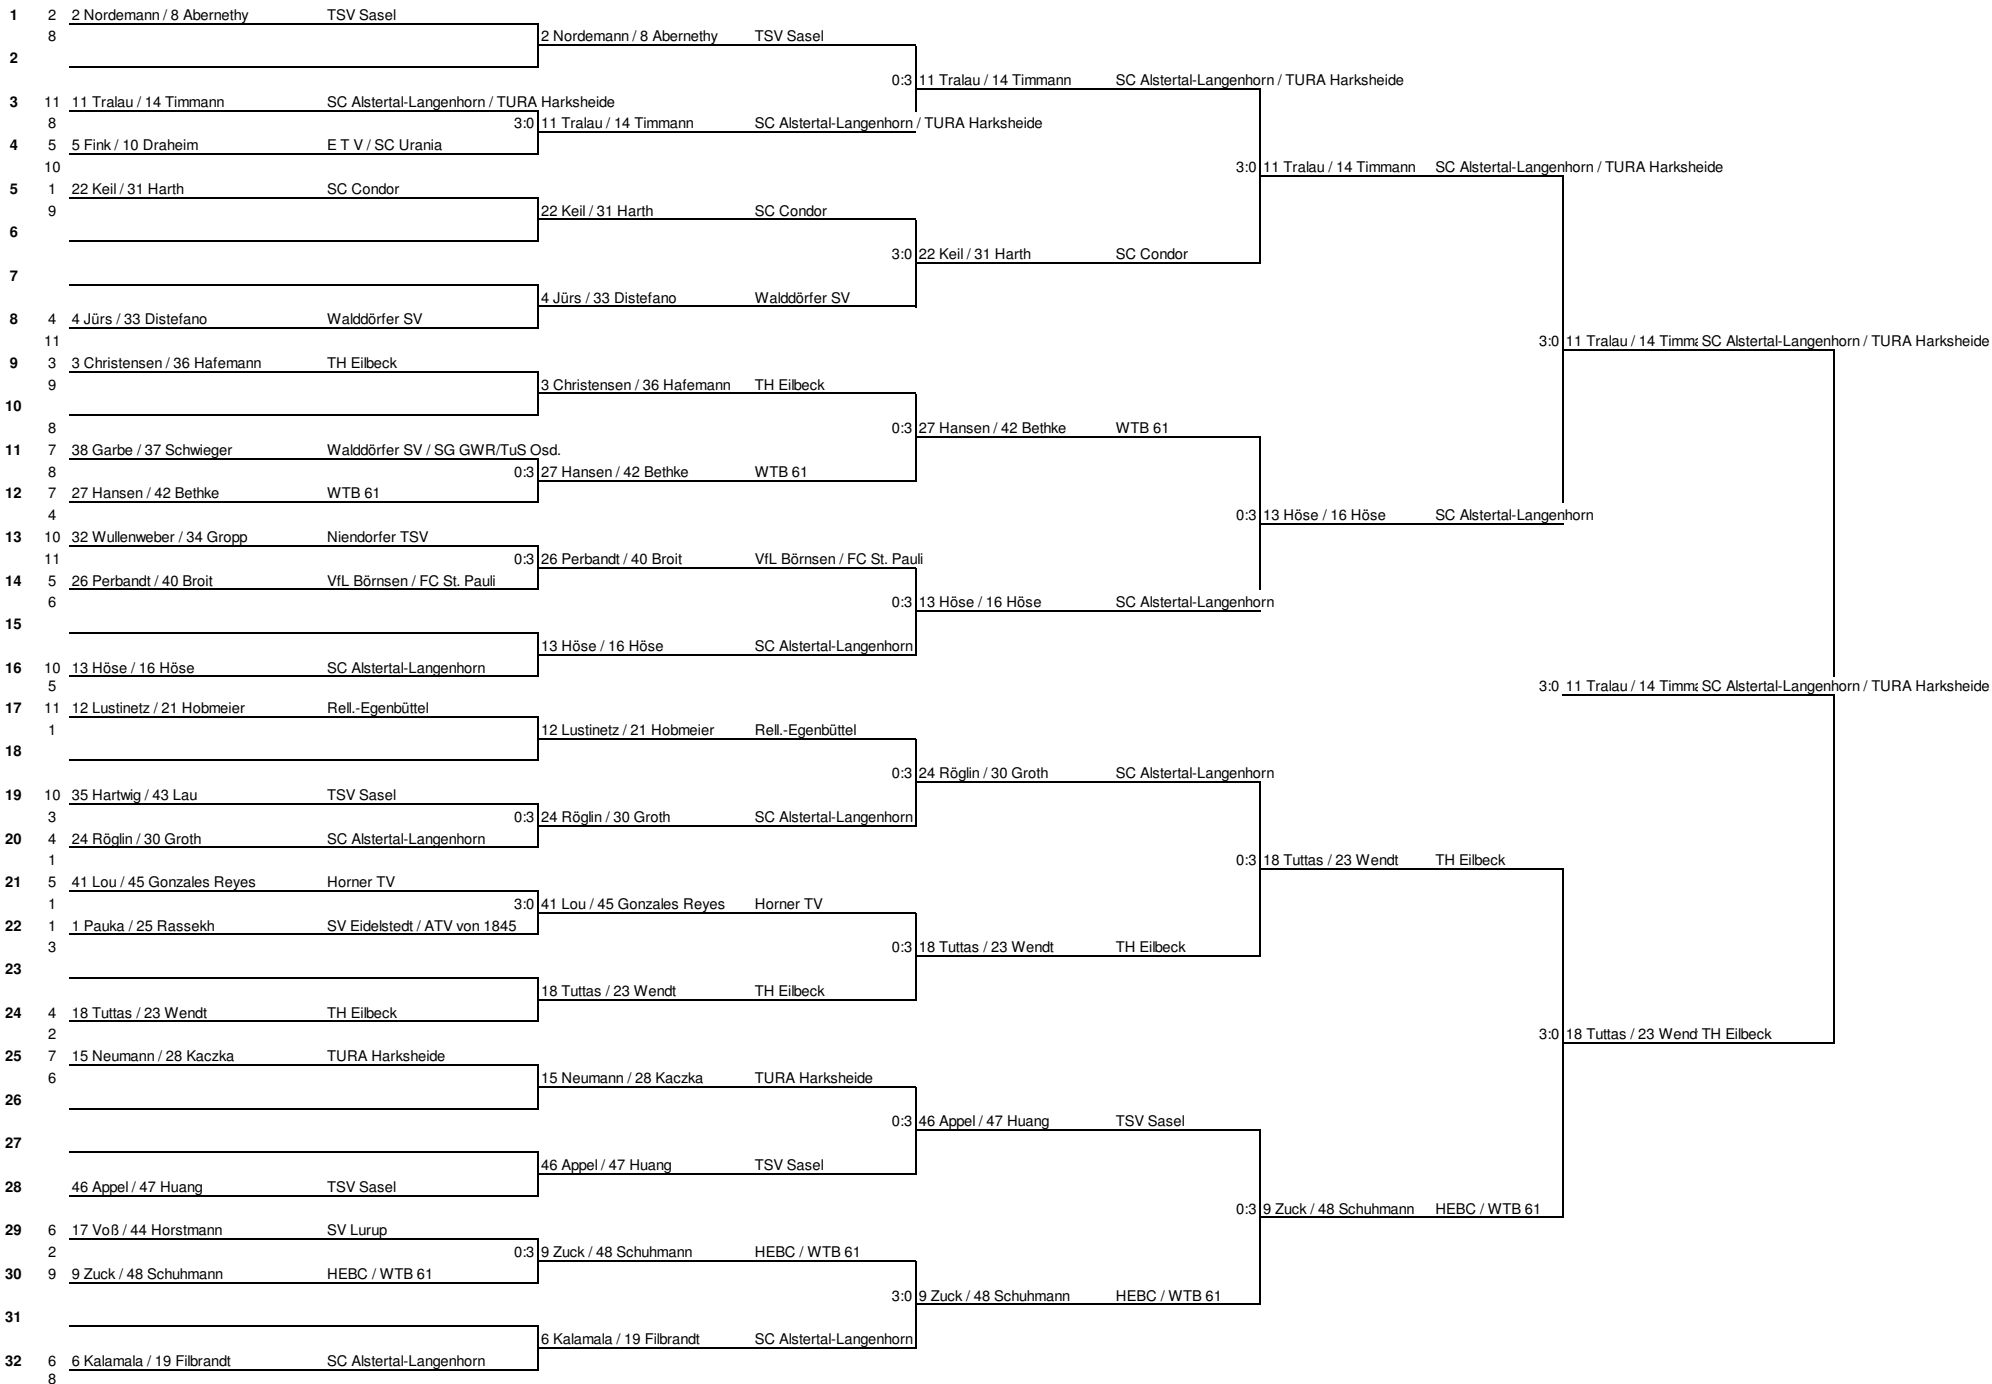 1 2 2 Nordemann / 8 Abernethy TSV Sasel
8 2 Nordemann / 8 Abernethy TSV Sasel
2
0:3 11 Tralau / 14 Timmann SC Alstertal-Langenhorn / TURA Harksheide
3 11 11 Tralau / 14 Timmann SC Alstertal-Langenhorn / TURA Harksheide
8 3:0 11 Tralau / 14 Timmann SC Alstertal-Langenhorn / TURA Harksheide
4 5 5 Fink / 10 Draheim E T V / SC Urania
10 3:0 11 Tralau / 14 Timmann SC Alstertal-Langenhorn / TURA Harksheide
5 1 22 Keil / 31 Harth SC Condor
9 22 Keil / 31 Harth SC Condor
6
3:0 22 Keil / 31 Harth SC Condor
7
4 Jürs / 33 Distefano Walddörfer SV
8 4 4 Jürs / 33 Distefano Walddörfer SV
11 3:0 11 Tralau / 14 Timma SC Alstertal-Langenhorn / TURA Harksheide
9 3 3 Christensen / 36 Hafemann TH Eilbeck
9 3 Christensen / 36 Hafemann TH Eilbeck
10
8 0:3 27 Hansen / 42 Bethke WTB 61
11 7 38 Garbe / 37 Schwieger Walddörfer SV / SG GWR/TuS Osd.
8 0:3 27 Hansen / 42 Bethke WTB 61
12 7 27 Hansen / 42 Bethke WTB 61
4 0:3 13 Höse / 16 Höse SC Alstertal-Langenhorn
13 10 32 Wullenweber / 34 Gropp Niendorfer TSV
11 0:3 26 Perbandt / 40 Broit VfL Börnsen / FC St. Pauli
14 5 26 Perbandt / 40 Broit VfL Börnsen / FC St. Pauli
6 0:3 13 Höse / 16 Höse SC Alstertal-Langenhorn
15
13 Höse / 16 Höse SC Alstertal-Langenhorn
16 10 13 Höse / 16 Höse SC Alstertal-Langenhorn
5 3:0 11 Tralau / 14 Timma SC Alstertal-Langenhorn / TURA Harksheide
17 11 12 Lustinetz / 21 Hobmeier Rell.-Egenbüttel
1 12 Lustinetz / 21 Hobmeier Rell.-Egenbüttel
18
0:3 24 Röglin / 30 Groth SC Alstertal-Langenhorn
19 10 35 Hartwig / 43 Lau TSV Sasel
3 0:3 24 Röglin / 30 Groth SC Alstertal-Langenhorn
20 4 24 Röglin / 30 Groth SC Alstertal-Langenhorn
1 0:3 18 Tuttas / 23 Wendt TH Eilbeck
21 5 41 Lou / 45 Gonzales Reyes Horner TV
1 3:0 41 Lou / 45 Gonzales Reyes Horner TV
22 1 1 Pauka / 25 Rassekh SV Eidelstedt / ATV von 1845
3 0:3 18 Tuttas / 23 Wendt TH Eilbeck
23
18 Tuttas / 23 Wendt TH Eilbeck
24 4 18 Tuttas / 23 Wendt TH Eilbeck
2 3:0 18 Tuttas / 23 Wend TH Eilbeck
25 7 15 Neumann / 28 Kaczka TURA Harksheide
6 15 Neumann / 28 Kaczka TURA Harksheide
26
0:3 46 Appel / 47 Huang TSV Sasel
27
46 Appel / 47 Huang TSV Sasel
28 46 Appel / 47 Huang TSV Sasel
0:3 9 Zuck / 48 Schuhmann HEBC / WTB 61
29 6 17 Voß / 44 Horstmann SV Lurup
2 0:3 9 Zuck / 48 Schuhmann HEBC / WTB 61
30 9 9 Zuck / 48 Schuhmann HEBC / WTB 61
3:0 9 Zuck / 48 Schuhmann HEBC / WTB 61
31
6 Kalamala / 19 Filbrandt SC Alstertal-Langenhorn
32 6 6 Kalamala / 19 Filbrandt SC Alstertal-Langenhorn
8